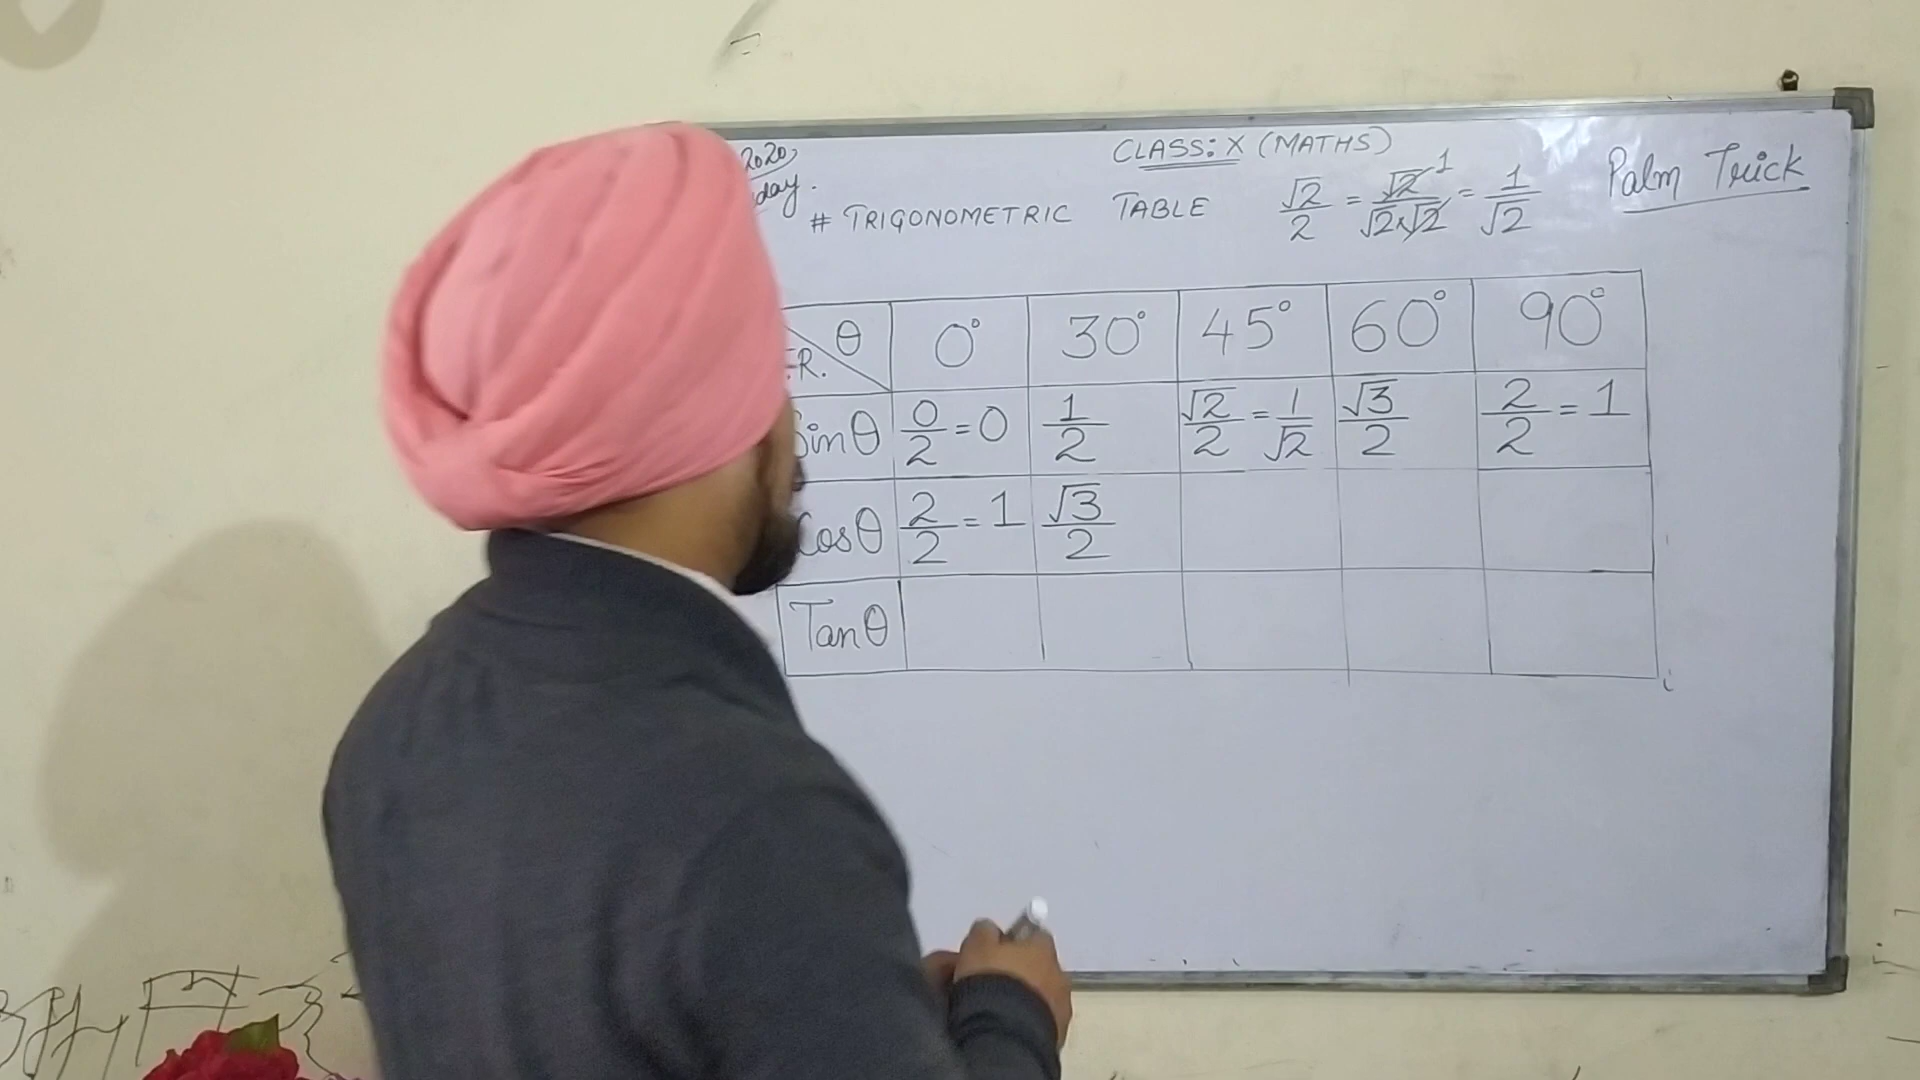 2020
day.
CLASS: X (MATHS)
# TRIGONOMETRIC TABLE
√2/2 = √2/√2×√2 1 = 1/√2
Palm Trick
θ 0° 30° 45° 60° 90°
R.
Sinθ 0/2 = 0 1/2 √2/2 = 1/√2 √3/2 2/2 = 1
Cosθ 2/2 = 1 √3/2
Tanθ